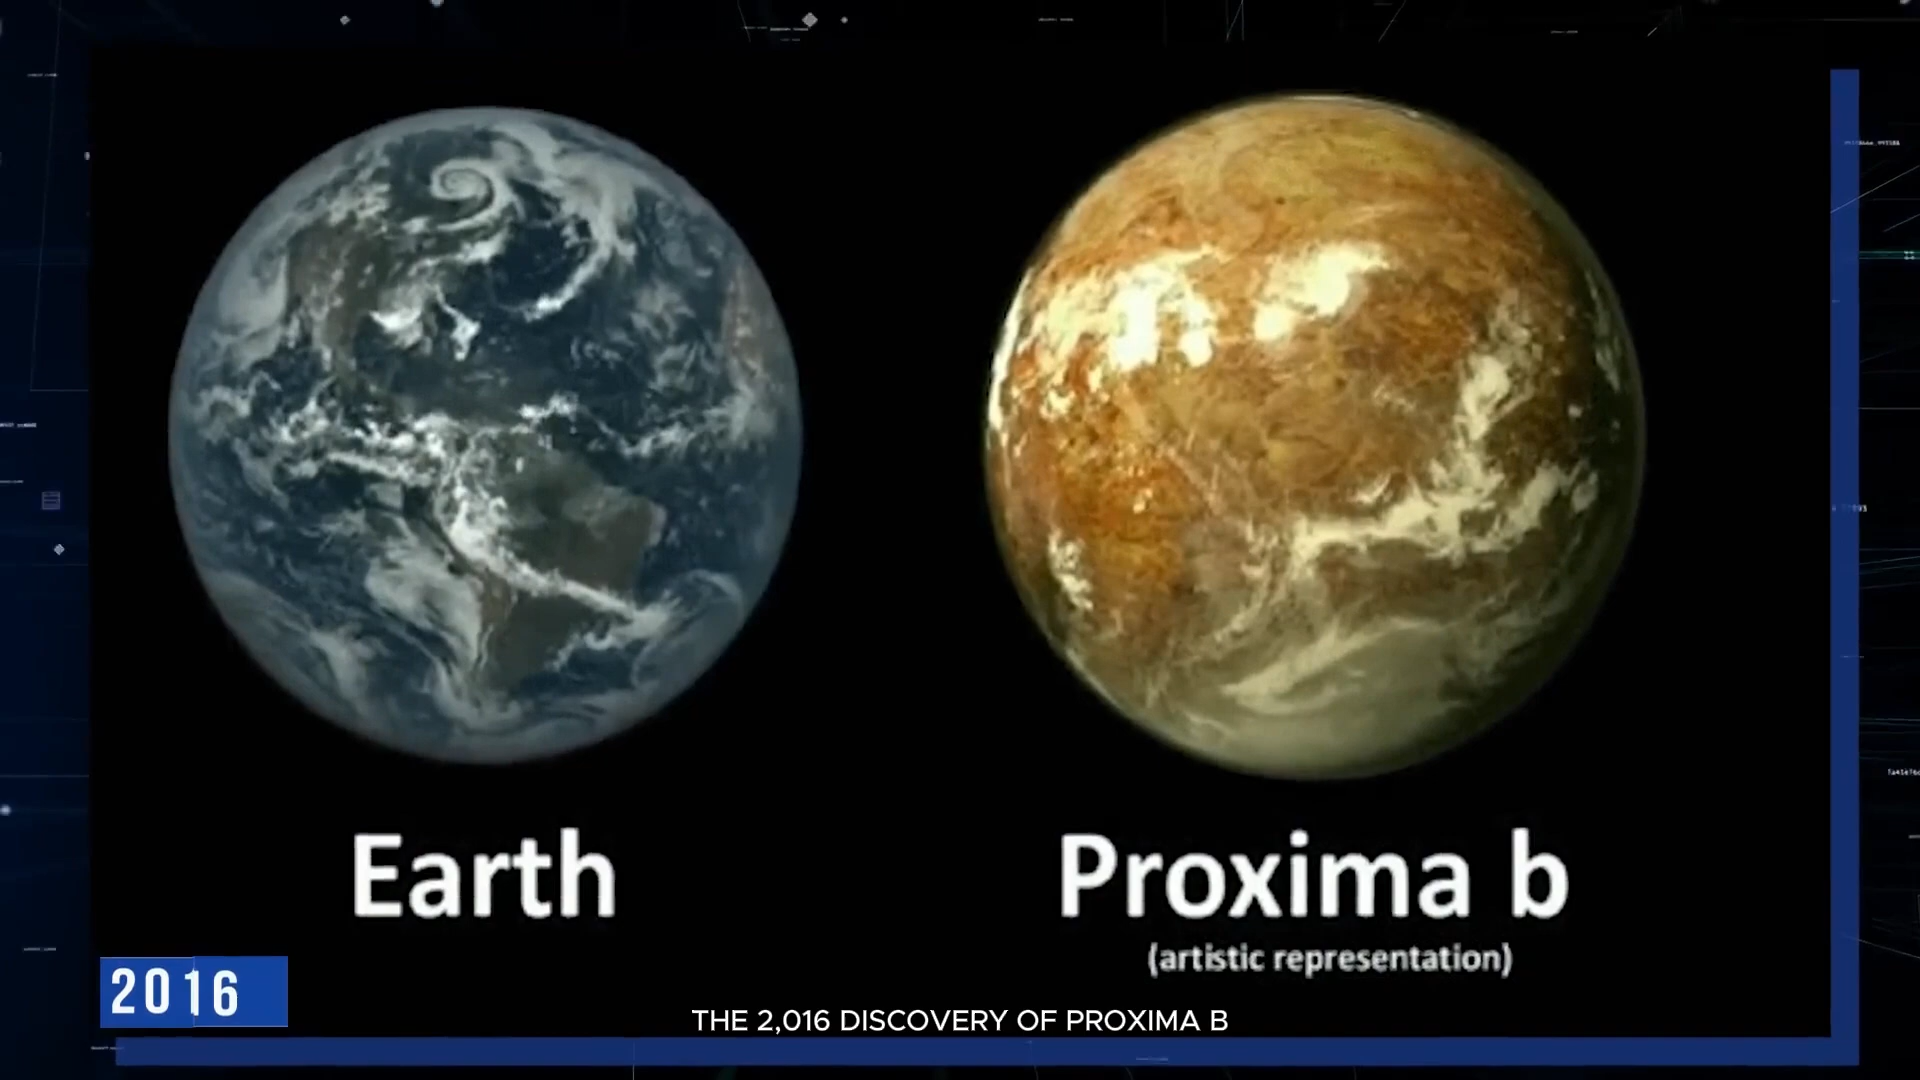 Earth
Proxima b
(artistic representation)
2016
THE 2,016 DISCOVERY OF PROXIMA B